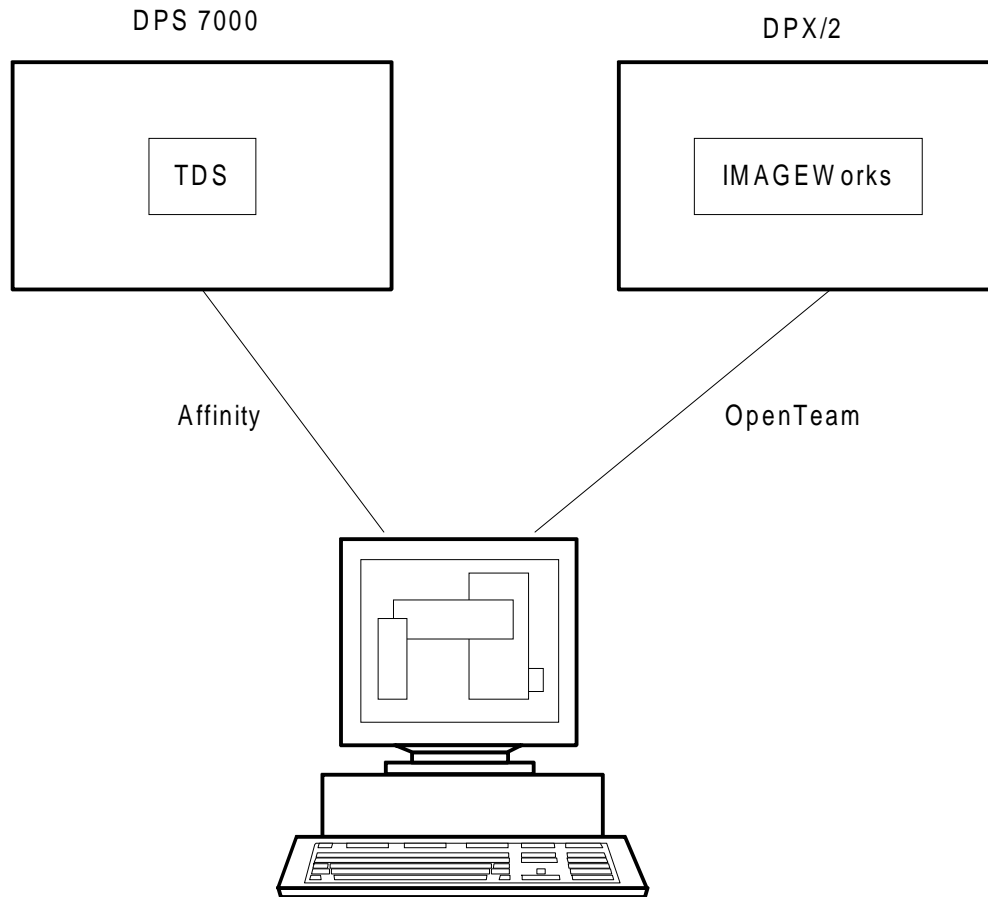 DPS 7000
DPX/2
TDS
IMAGEWorks
Affinity
OpenTeam